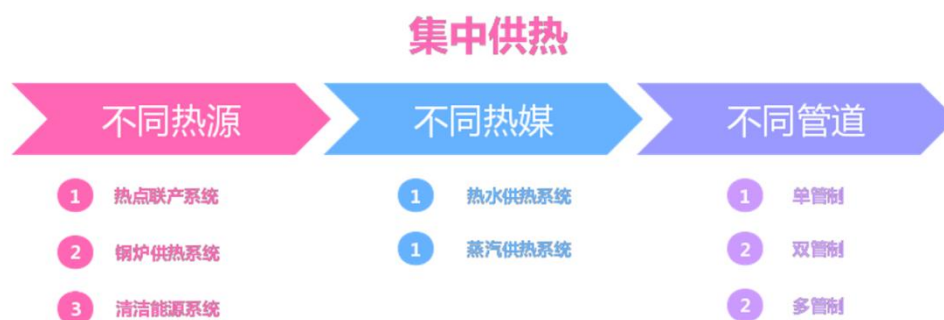 集中供热
不同热源
不同热媒
不同管道
1 热点联产系统
1 热水供热系统
1 单管制
2 锅炉供热系统
1 蒸汽供热系统
2 双管制
3 清洁能源系统
2 多管制